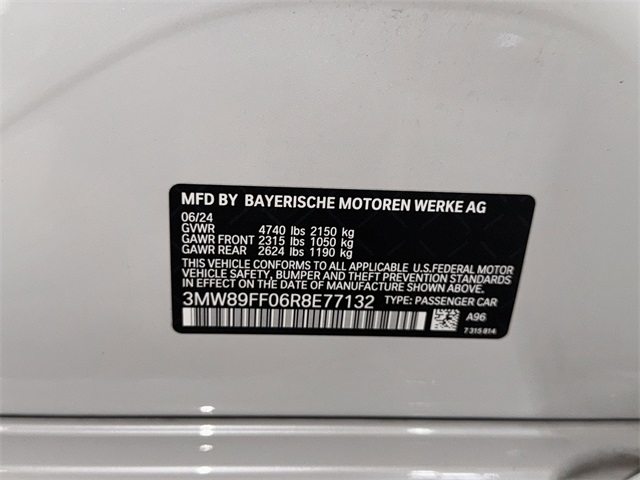 MFD BY BAYERISCHE MOTOREN WERKE AG
06/24
GVWR 4740 lbs 2150 kg
GAWR FRONT 2315 lbs 1050 kg
GAWR REAR 2624 lbs 1190 kg
THIS VEHICLE CONFORMS TO ALL APPLICABLE U.S.FEDERAL MOTOR
VEHICLE SAFETY, BUMPER, AND THEFT PREVENTION STANDARDS
IN EFFECT ON THE DATE OF MANUFACTURE SHOWN ABOVE.
3MW89FF06R8E77132 TYPE: PASSENGER CAR
A96
7315814